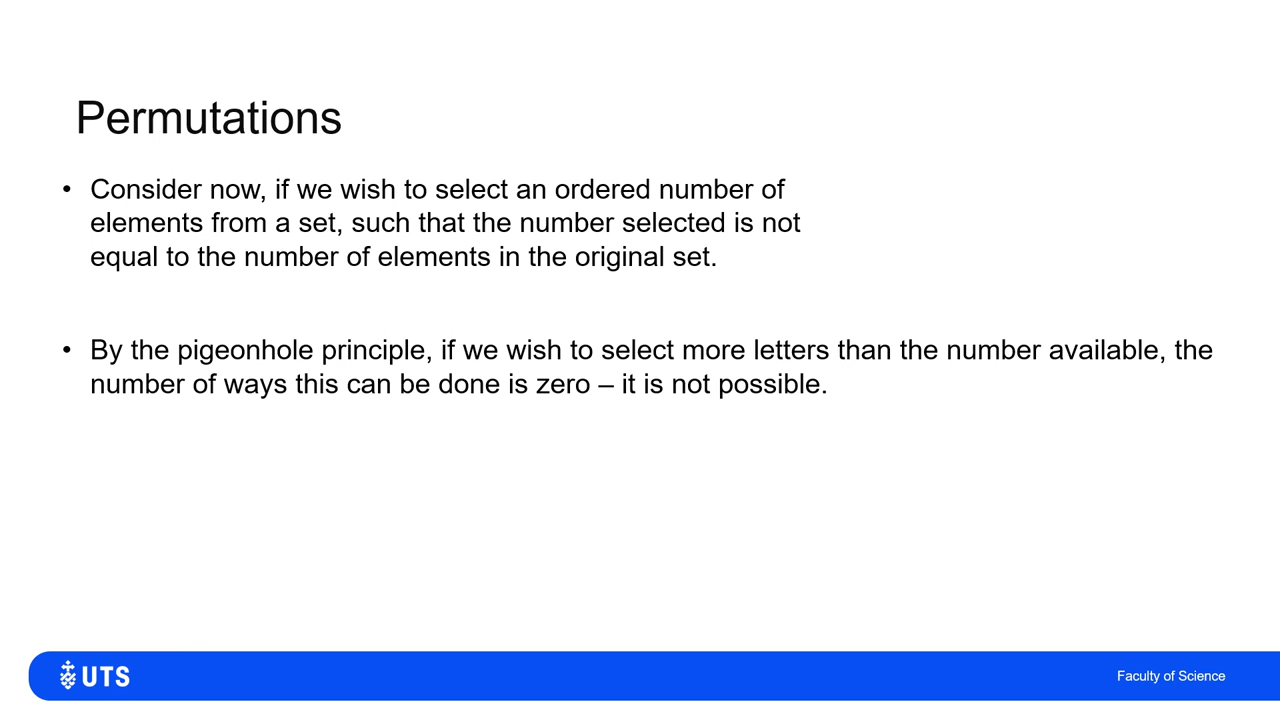 Permutations
• Consider now, if we wish to select an ordered number of
elements from a set, such that the number selected is not
equal to the number of elements in the original set.
• By the pigeonhole principle, if we wish to select more letters than the number available, the
number of ways this can be done is zero – it is not possible.
UTS
Faculty of Science